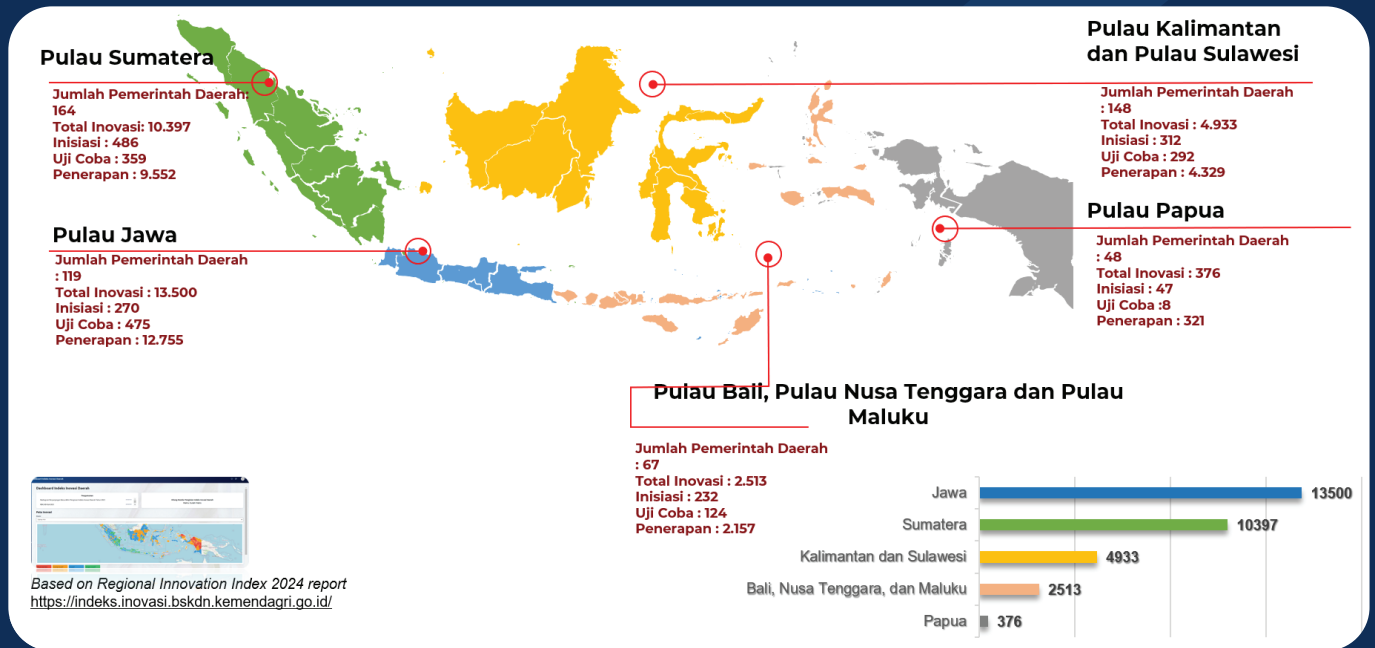 Pulau Sumatera
Jumlah Pemerintah Daerah:
164
Total Inovasi: 10.397
Inisiasi : 486
Uji Coba : 359
Penerapan : 9.552
Pulau Jawa
Jumlah Pemerintah Daerah
: 119
Total Inovasi : 13.500
Inisiasi : 270
Uji Coba : 475
Penerapan : 12.755
Pulau Kalimantan
dan Pulau Sulawesi
Jumlah Pemerintah Daerah
: 148
Total Inovasi : 4.933
Inisiasi : 312
Uji Coba : 292
Penerapan : 4.329
Pulau Papua
Jumlah Pemerintah Daerah
: 48
Total Inovasi : 376
Inisiasi : 47
Uji Coba :8
Penerapan : 321
Pulau Bali, Pulau Nusa Tenggara dan Pulau
Maluku
Jumlah Pemerintah Daerah
: 67
Total Inovasi : 2.513
Inisiasi : 232
Uji Coba : 124
Penerapan : 2.157
Based on Regional Innovation Index 2024 report
https://indeks.inovasi.bskdn.kemendagri.go.id/
Jawa 13500
Sumatera 10397
Kalimantan dan Sulawesi 4933
Bali, Nusa Tenggara, dan Maluku 2513
Papua 376